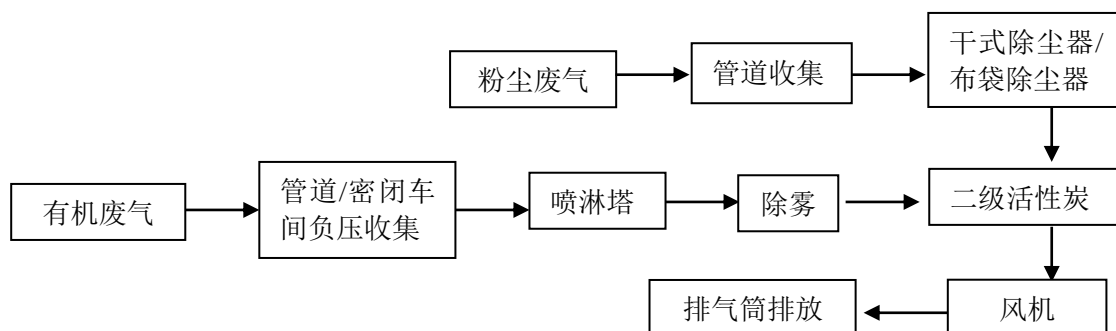 粉尘废气
管道收集
干式除尘器/
布袋除尘器
有机废气
管道/密闭车
间负压收集
喷淋塔
除雾
二级活性炭
排气筒排放
风机